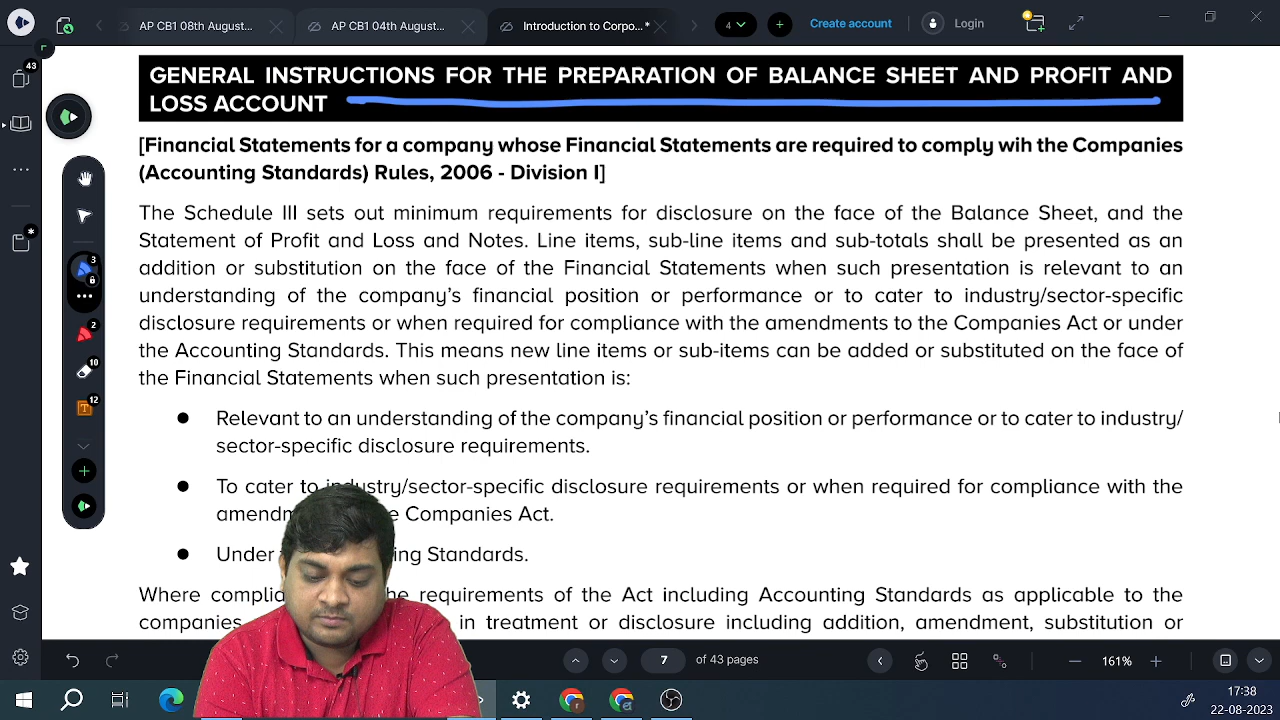 AP CB1 08th August...
AP CB1 04th August...
Introduction to Corpo...*
4
Create account
Login
43
GENERAL INSTRUCTIONS FOR THE PREPARATION OF BALANCE SHEET AND PROFIT AND
LOSS ACCOUNT
[Financial Statements for a company whose Financial Statements are required to comply wih the Companies
(Accounting Standards) Rules, 2006 - Division I]
The Schedule III sets out minimum requirements for disclosure on the face of the Balance Sheet, and the
Statement of Profit and Loss and Notes. Line items, sub-line items and sub-totals shall be presented as an
addition or substitution on the face of the Financial Statements when such presentation is relevant to an
understanding of the company's financial position or performance or to cater to industry/sector-specific
disclosure requirements or when required for compliance with the amendments to the Companies Act or under
the Accounting Standards. This means new line items or sub-items can be added or substituted on the face of
the Financial Statements when such presentation is:
● Relevant to an understanding of the company's financial position or performance or to cater to industry/
sector-specific disclosure requirements.
● To cater to industry/sector-specific disclosure requirements or when required for compliance with the
Companies Act.
● Under Standards.
Where requirements of the Act including Accounting Standards as applicable to the
companies in treatment or disclosure including addition, amendment, substitution or
3
2
10
12
7 of 43 pages
161%
17:38
22-08-2023